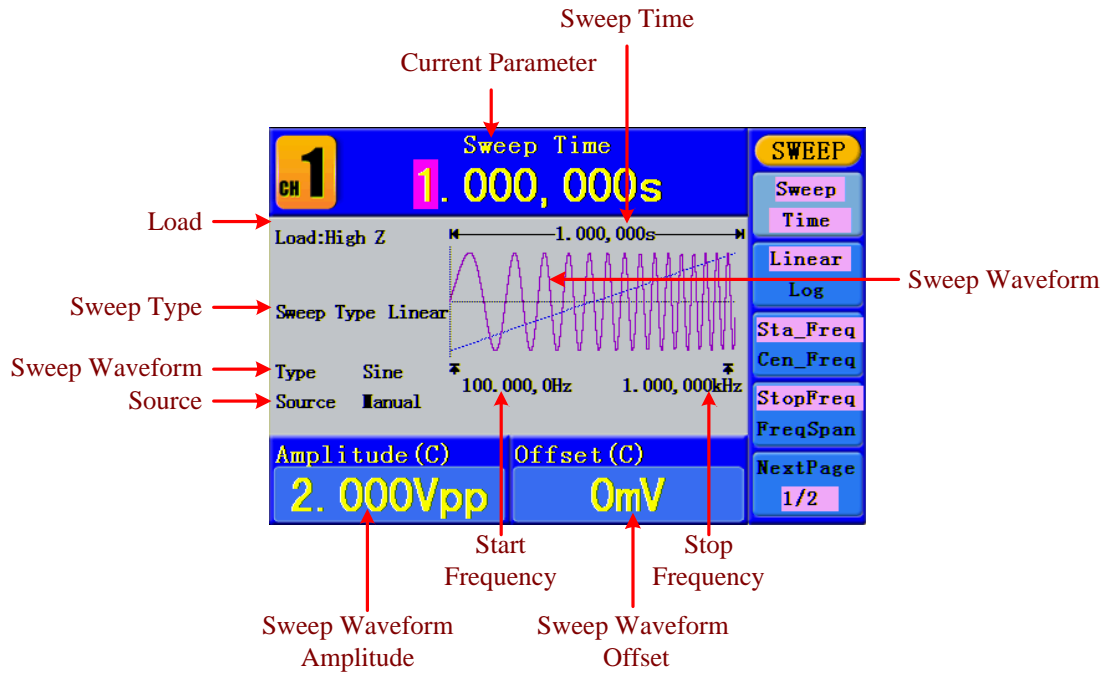 Sweep Time
Current Parameter
CH 1
Sweep Time
1.000,000s
SWEEP
Sweep
Time
Load
Load:High Z
1.000,000s
Linear
Log
Sweep Waveform
Sweep Type
Sweep Type Linear
Sta_Freq
Cen_Freq
Sweep Waveform
Type Sine
100.000,0Hz
1.000,000kHz
Source
Source Manual
StopFreq
FreqSpan
Amplitude(C)
2.000Vpp
Offset(C)
0mV
NextPage
1/2
Start
Frequency
Stop
Frequency
Sweep Waveform
Amplitude
Sweep Waveform
Offset